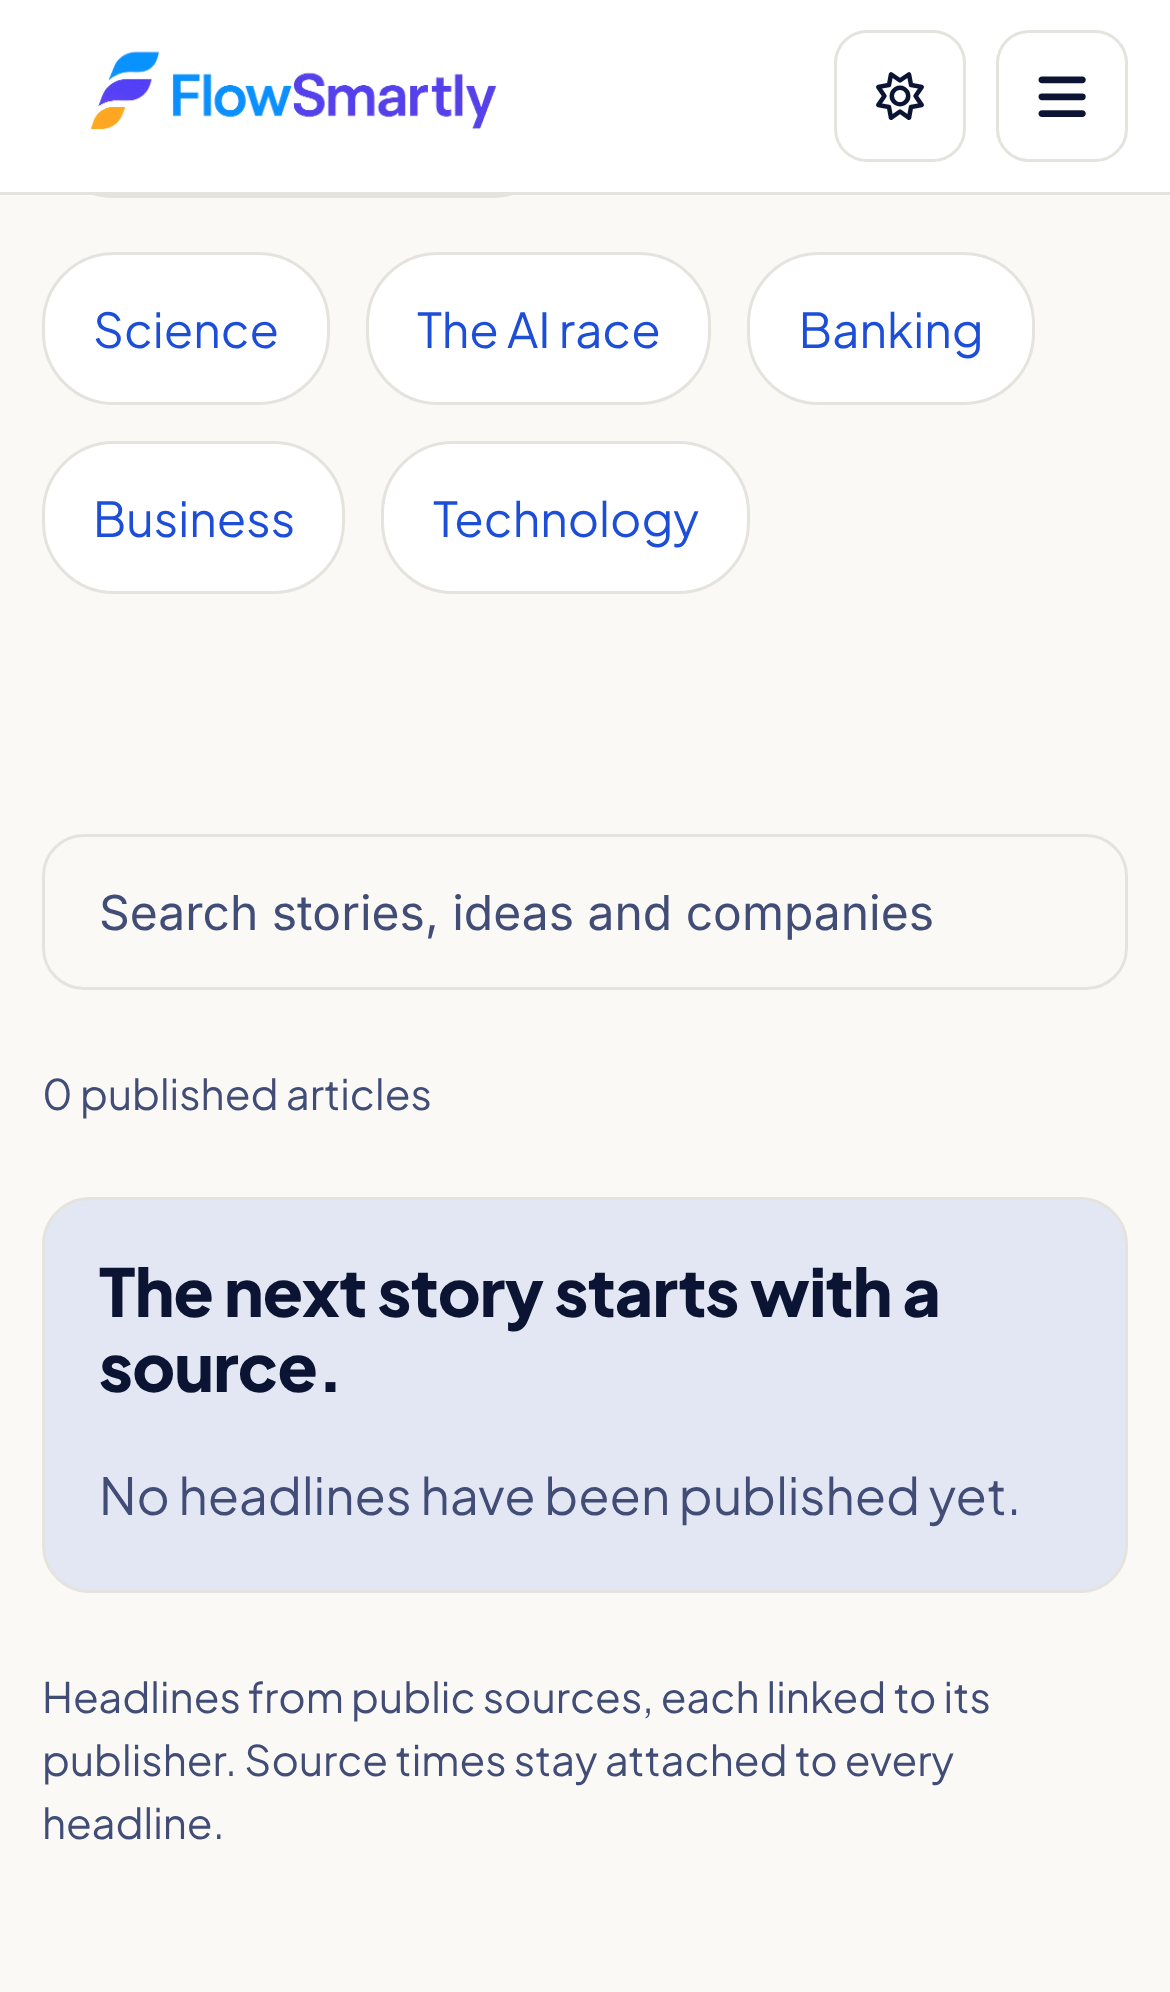 FlowSmartly
Science
The AI race
Banking
Business
Technology
Search stories, ideas and companies
0 published articles
The next story starts with a
source.
No headlines have been published yet.
Headlines from public sources, each linked to its
publisher. Source times stay attached to every
headline.